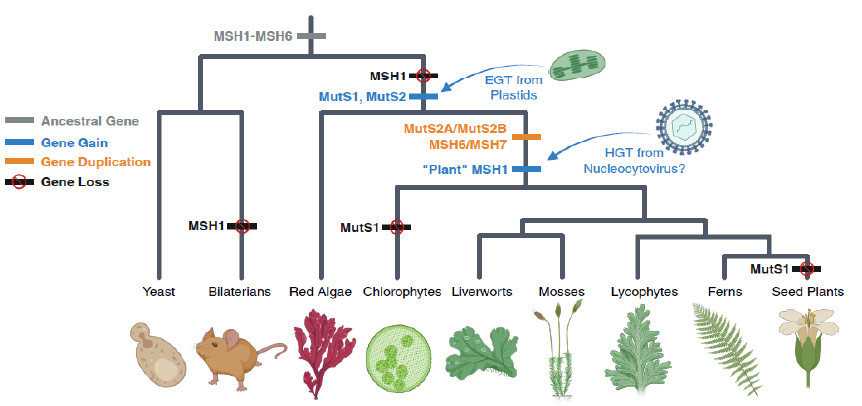 MSH1-MSH6
MSH1
MutS1, MutS2
EGT from
Plastids
Ancestral Gene
Gene Gain
Gene Duplication
Gene Loss
MutS2A/MutS2B
MSH6/MSH7
"Plant" MSH1
HGT from
Nucleocytovirus?
MSH1
MutS1
MutS1
Yeast
Bilaterians
Red Algae
Chlorophytes
Liverworts
Mosses
Lycophytes
Ferns
Seed Plants